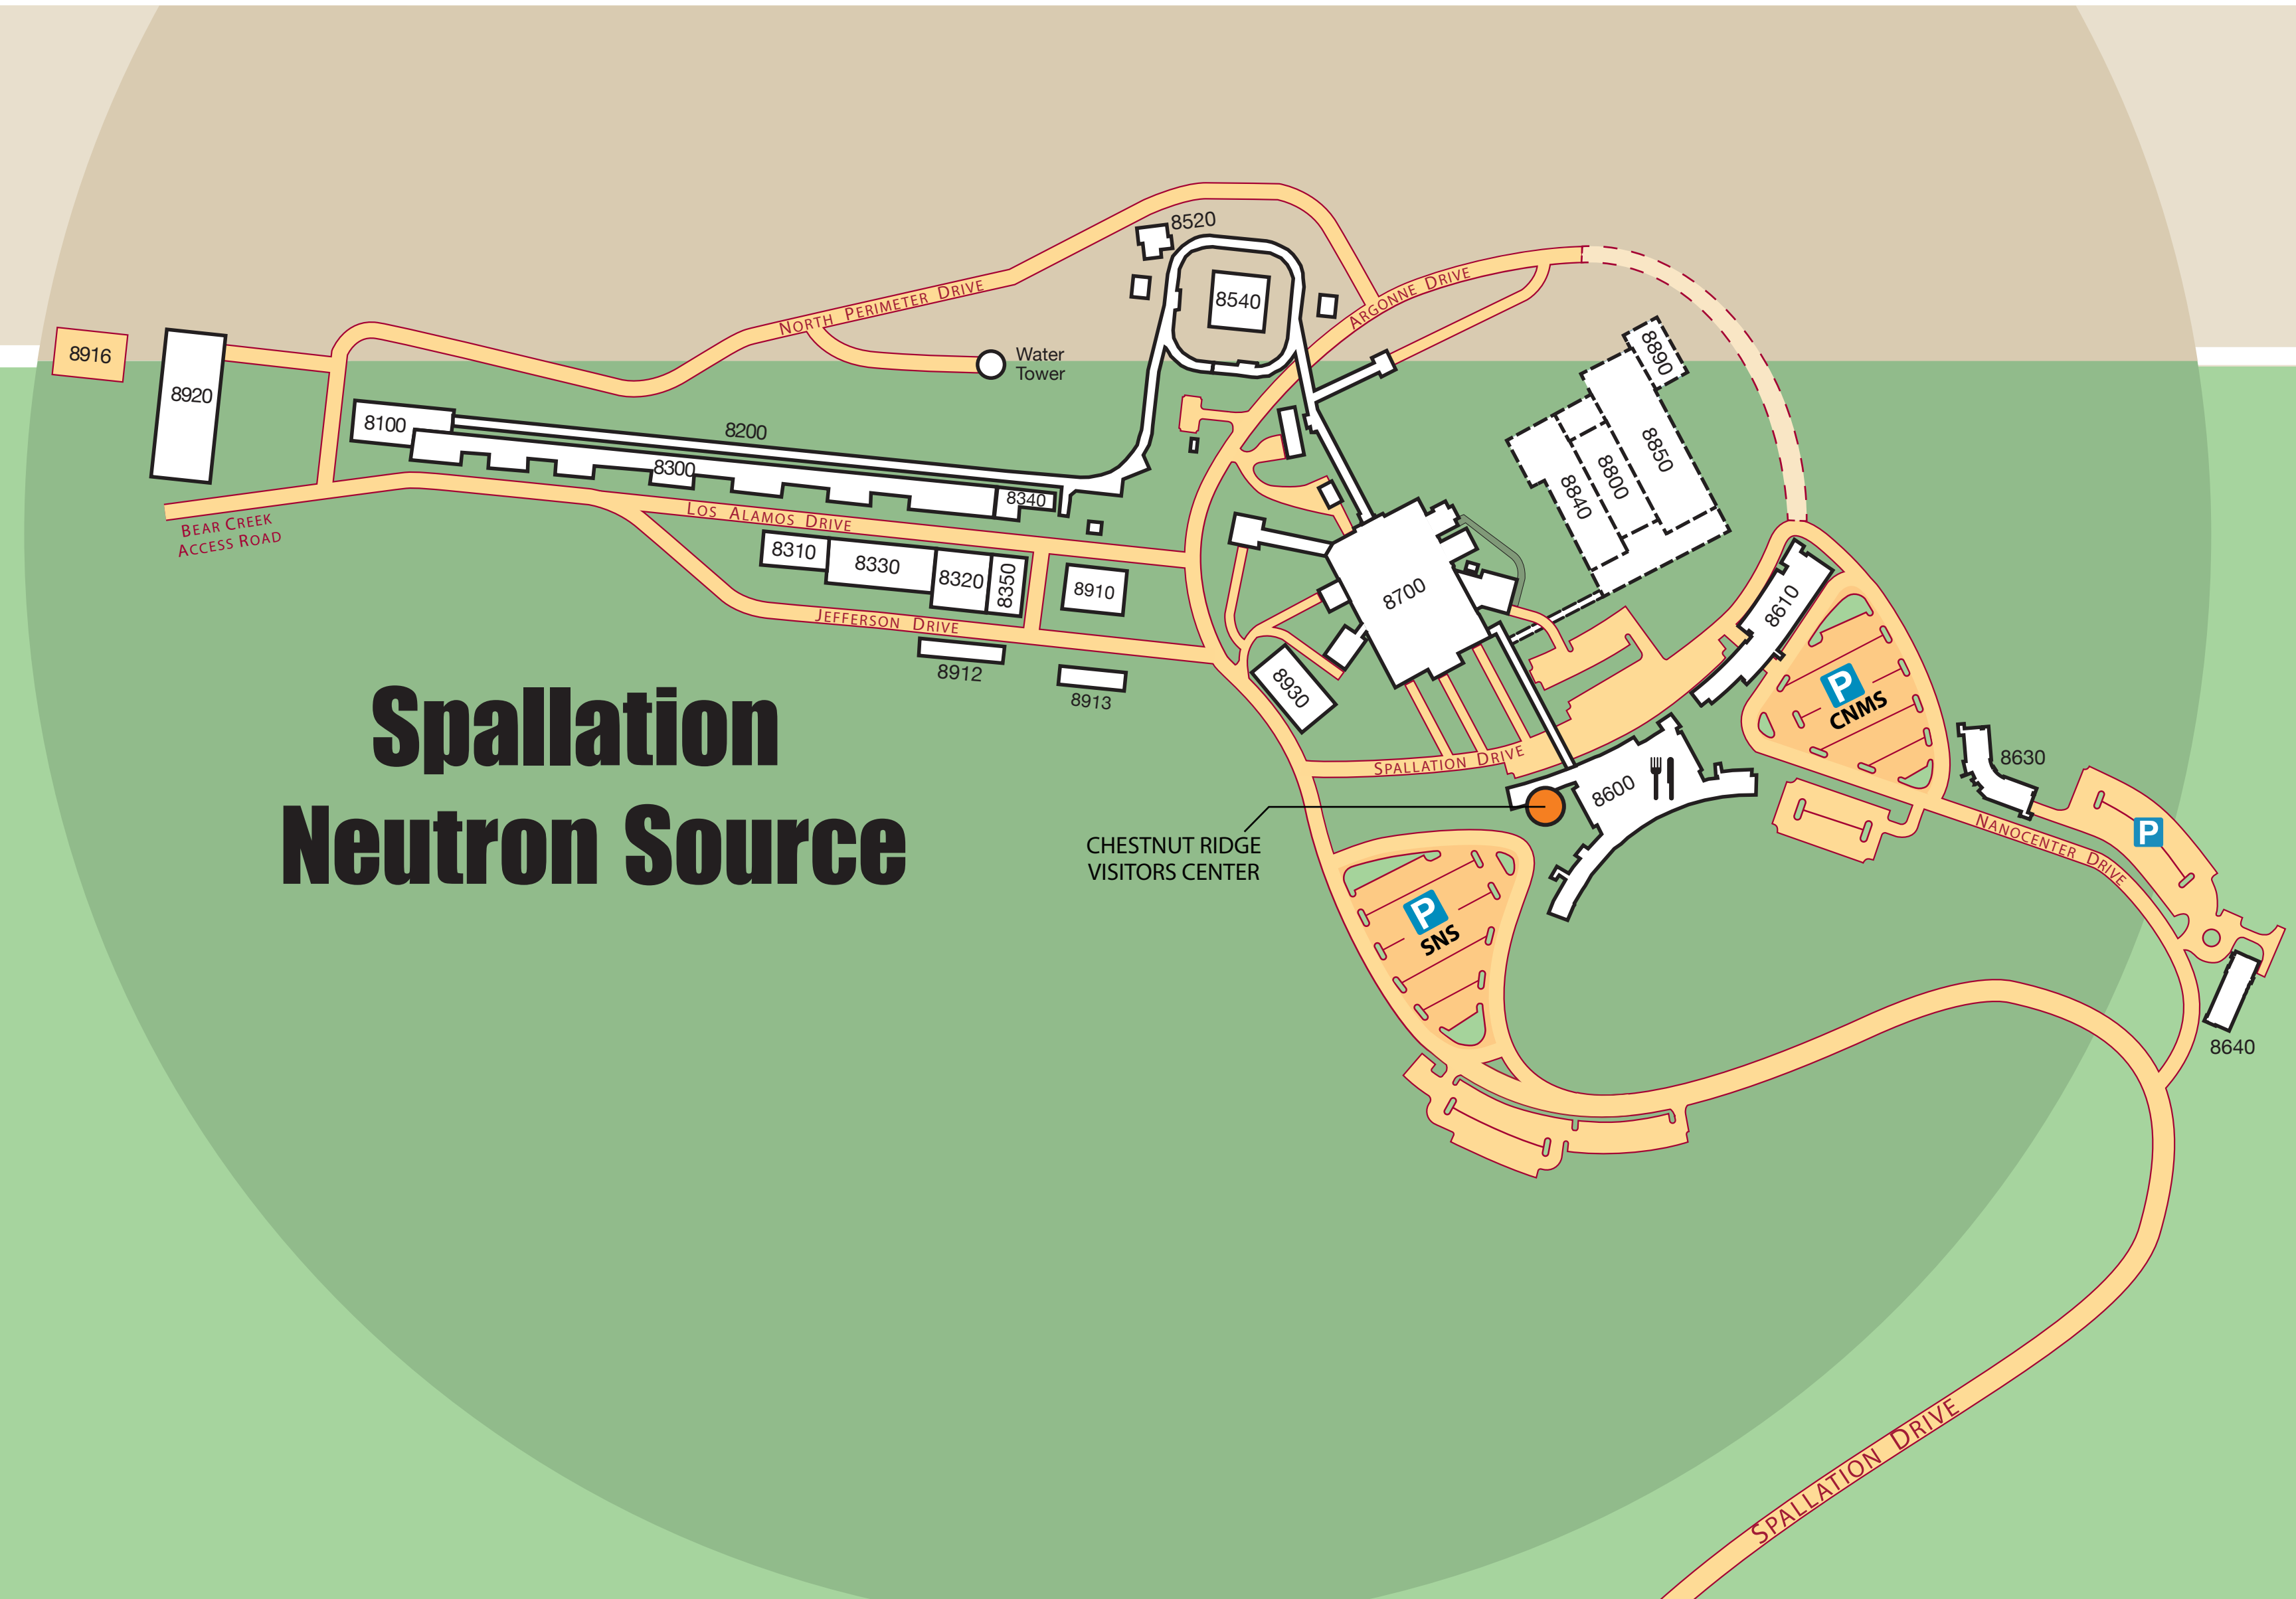 8520
8540
NORTH PERIMETER DRIVE
ARGONNE DRIVE
8916
8920
Water
Tower
8890
8100
8200
8850
8300
8800
8340
8840
LOS ALAMOS DRIVE
BEAR CREEK
ACCESS ROAD
8310
8330
8320
8350
8910
8700
8610
JEFFERSON DRIVE
8912
8913
8930
P
CNMS
Spallation
Neutron Source
SPALLATION DRIVE
8600
8630
CHESTNUT RIDGE
VISITORS CENTER
NANOCENTER DRIVE
P
P
SNS
8640
SPALLATION DRIVE